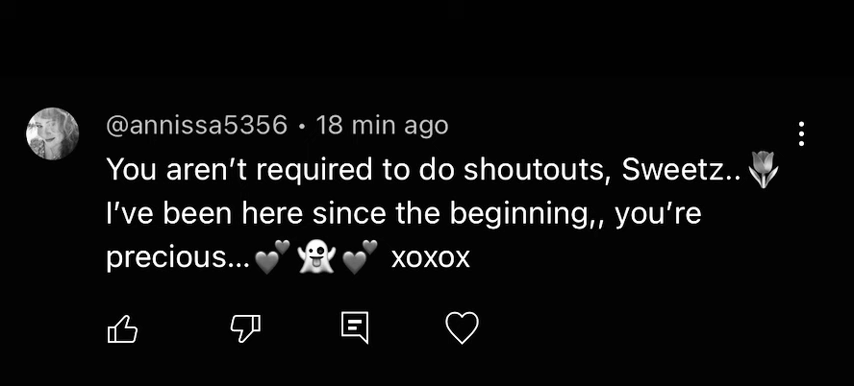 @annissa5356 • 18 min ago
You aren’t required to do shoutouts, Sweetz..🌷
I’ve been here since the beginning,, you’re
precious...💕👻💕 xoxox